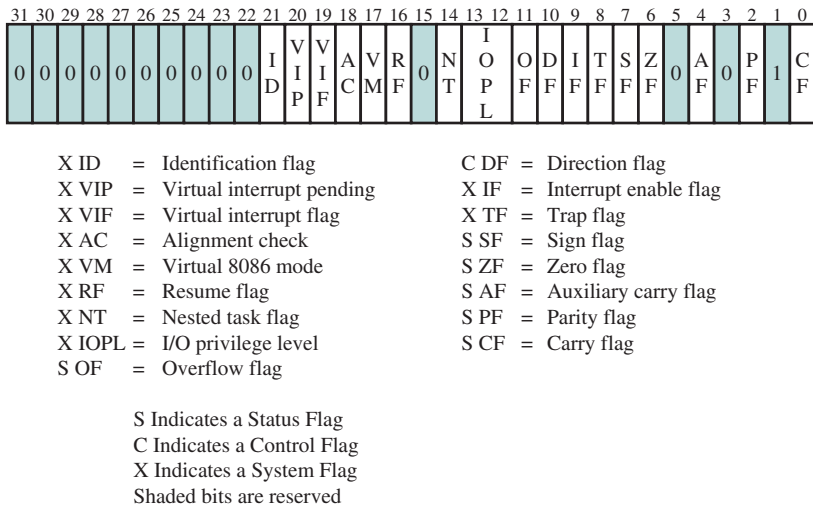 31 30 29 28 27 26 25 24 23 22 21 20 19 18 17 16 15 14 13 12 11 10 9 8 7 6 5 4 3 2 1 0
0 0 0 0 0 0 0 0 0 0 ID VIP VIF AC VM RF 0 NT IOPL OF DF IF TF SF ZF 0 AF 0 PF 1 CF
X ID = Identification flag
X VIP = Virtual interrupt pending
X VIF = Virtual interrupt flag
X AC = Alignment check
X VM = Virtual 8086 mode
X RF = Resume flag
X NT = Nested task flag
X IOPL = I/O privilege level
S OF = Overflow flag
C DF = Direction flag
X IF = Interrupt enable flag
X TF = Trap flag
S SF = Sign flag
S ZF = Zero flag
S AF = Auxiliary carry flag
S PF = Parity flag
S CF = Carry flag
S Indicates a Status Flag
C Indicates a Control Flag
X Indicates a System Flag
Shaded bits are reserved